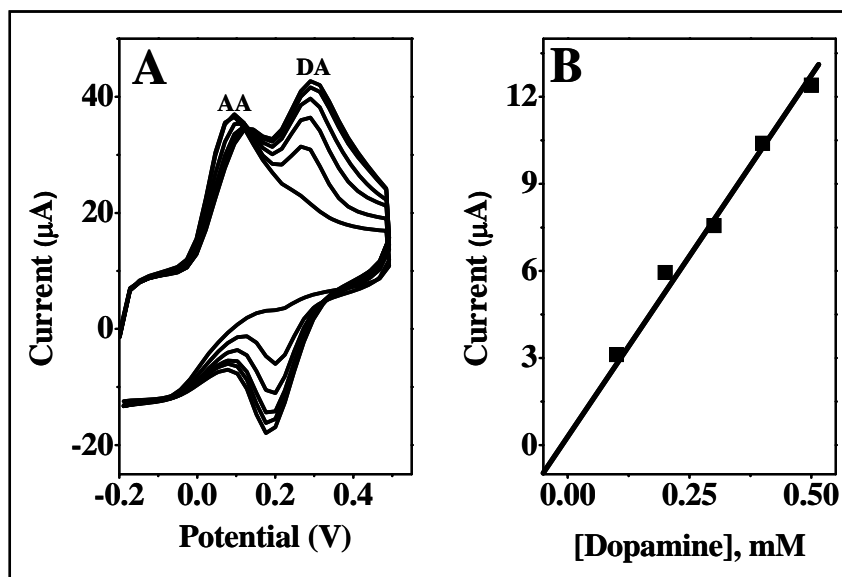 A
AA
DA
40
20
0
-20
-0.2
0.0
0.2
0.4
Current (µA)
Potential (V)
B
12
9
6
3
0
0.00
0.25
0.50
Current (µA)
[Dopamine], mM